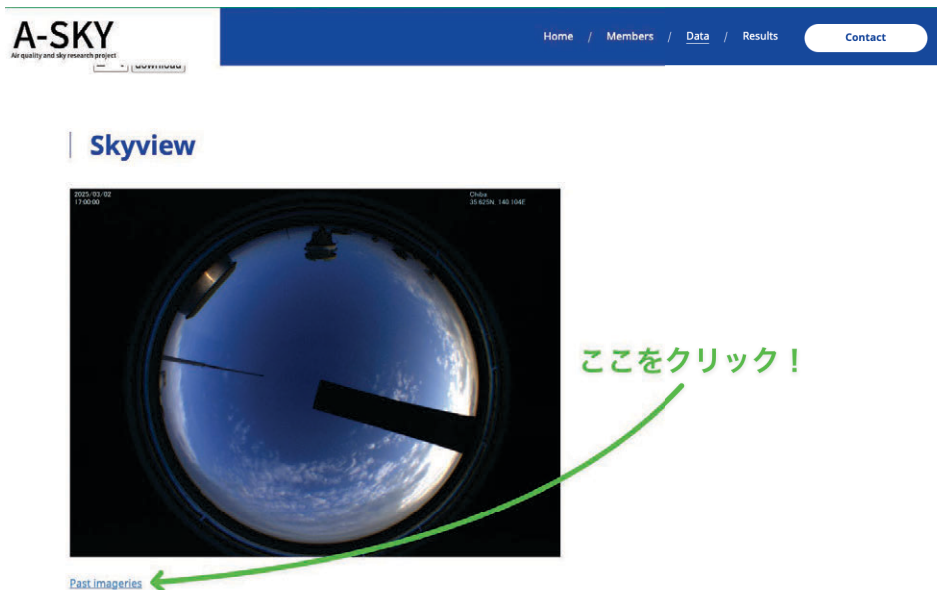 A-SKY
Air quality and sky research project
Home / Members / Data / Results
Contact
download
Skyview
2025/03/02
17:00:00
Chiba
35.625N, 140.104E
ここをクリック！
Past imageries